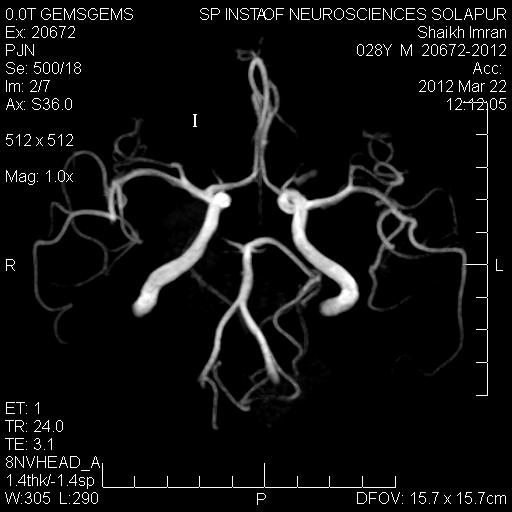 0.0T GEMSGEMS
SP INSTAOF NEUROSCIENCES SOLAPUR
Ex: 20672
Shaikh Imran
PJN
028Y M 20672-2012
Se: 500/18
Acc:
Im: 2/7
2012 Mar 22
Ax: S36.0
12:12:05
I
512 x 512
Mag: 1.0x
R
L
ET: 1
TR: 24.0
TE: 3.1
8NVHEAD_A
1.4thk/-1.4sp
W:305 L:290
P
DFOV: 15.7 x 15.7cm